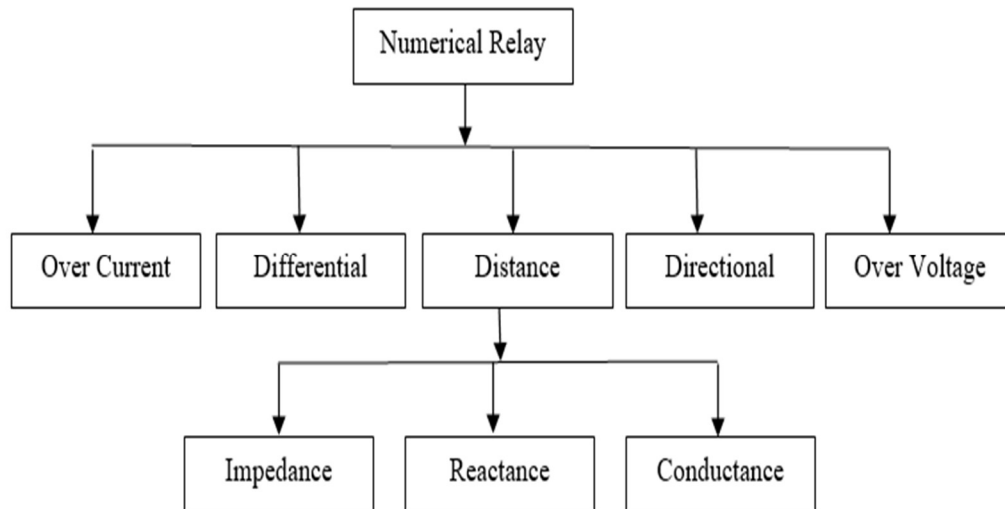 Numerical Relay
Over Current
Differential
Distance
Directional
Over Voltage
Impedance
Reactance
Conductance